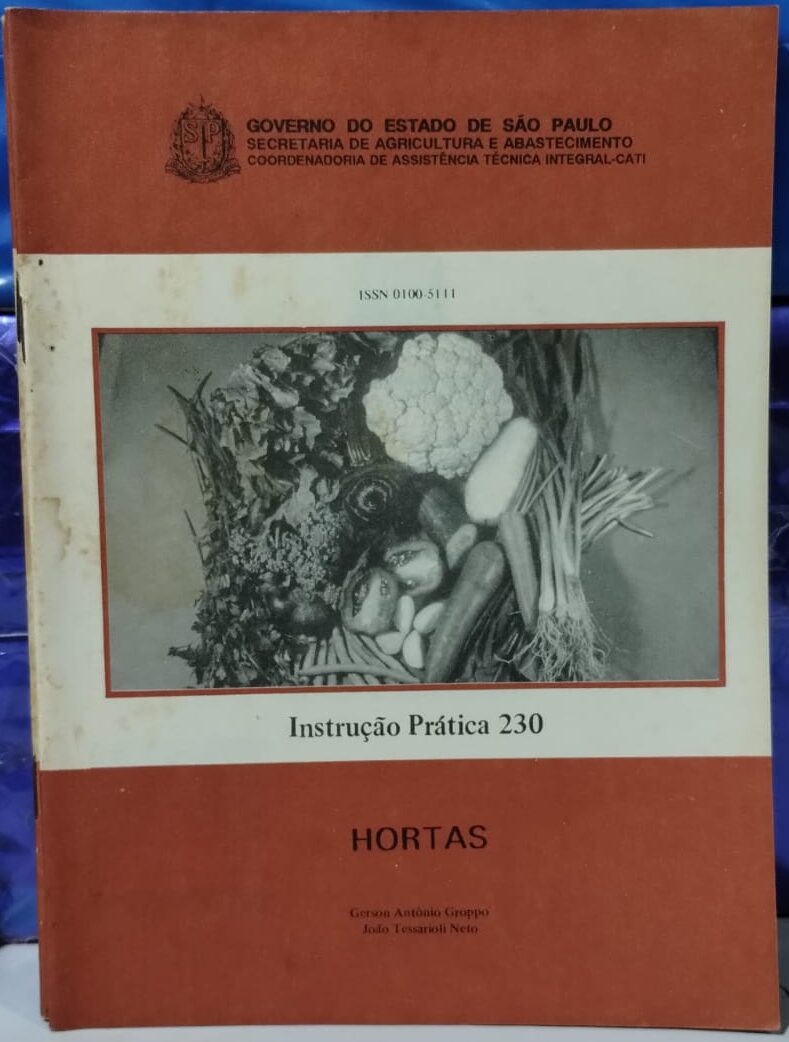 SP
GOVERNO DO ESTADO DE SÃO PAULO
SECRETARIA DE AGRICULTURA E ABASTECIMENTO
COORDENADORIA DE ASSISTÊNCIA TÉCNICA INTEGRAL-CATI
ISSN 0100-5111
Instrução Prática 230
HORTAS
Gerson Antônio Groppo
João Tessarioli Neto